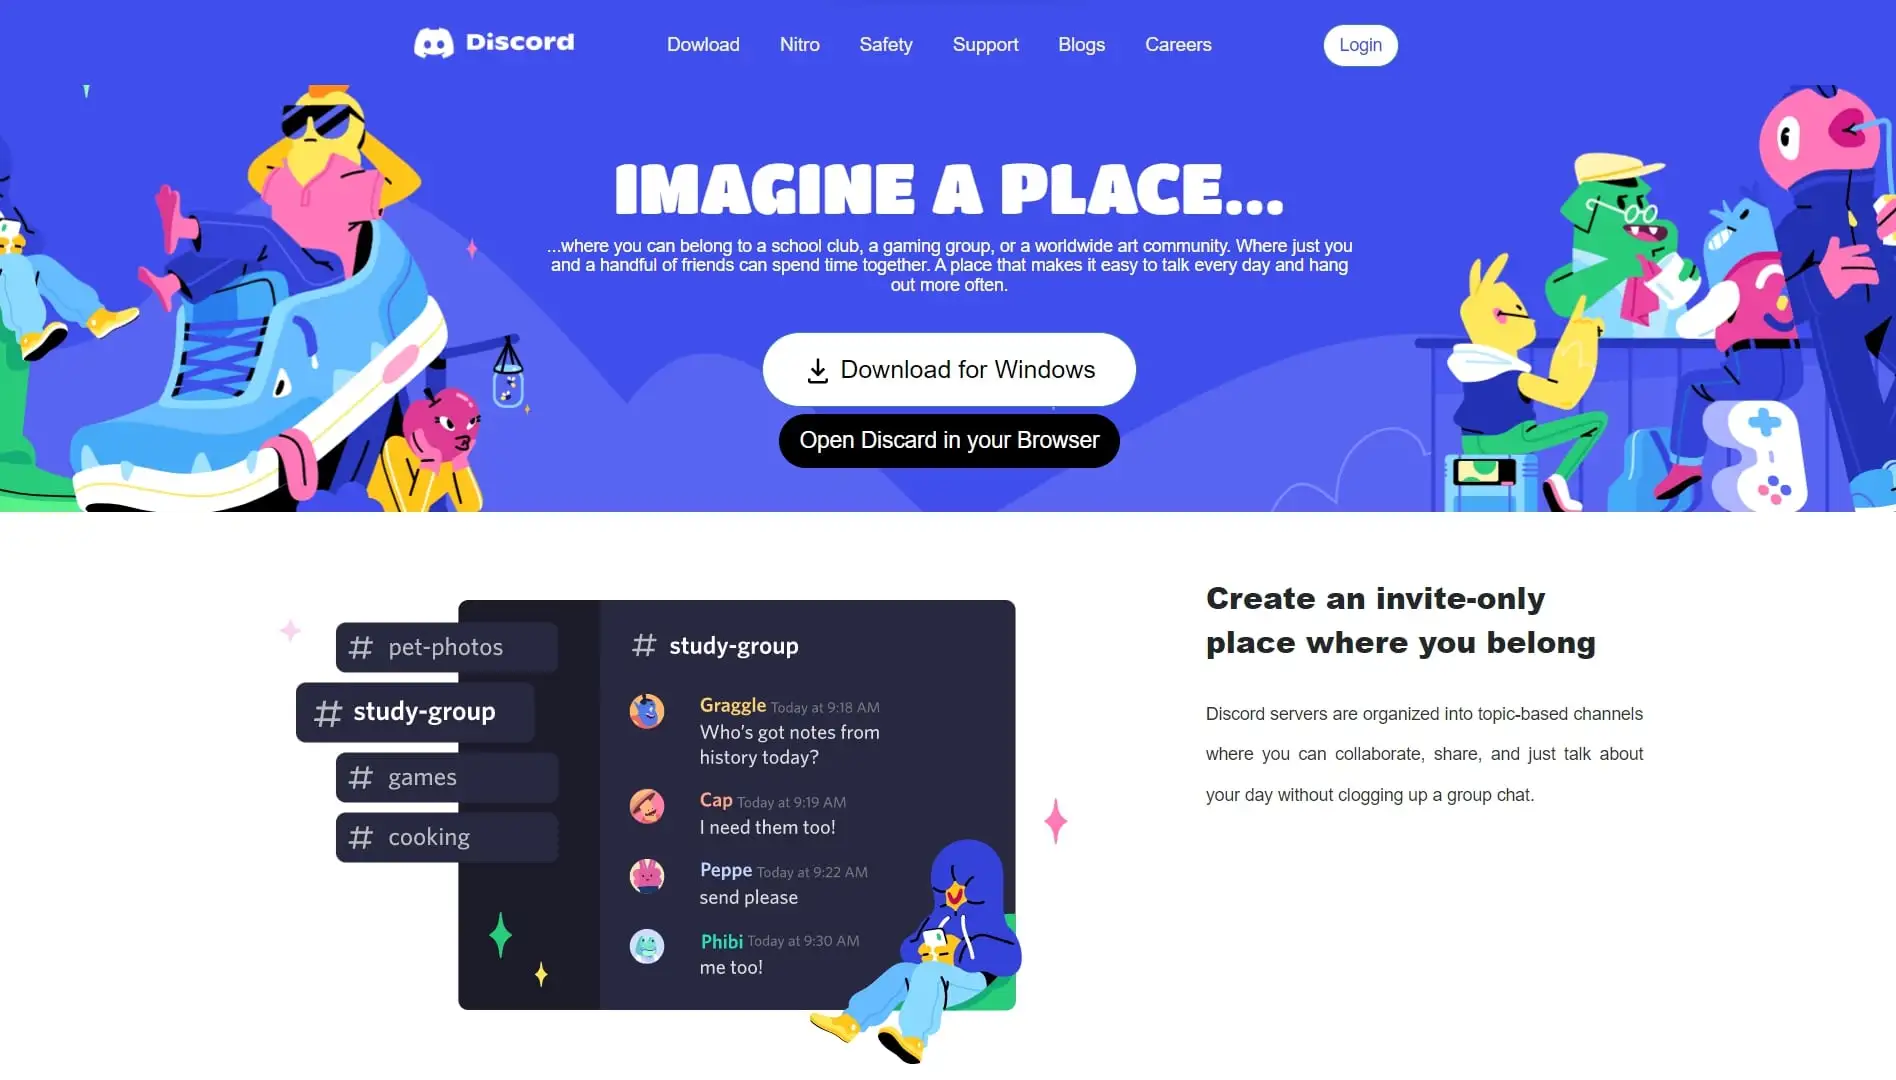 Discord
Dowload Nitro Safety Support Blogs Careers
Login
IMAGINE A PLACE...
...where you can belong to a school club, a gaming group, or a worldwide art community. Where just you
and a handful of friends can spend time together. A place that makes it easy to talk every day and hang
out more often.
Download for Windows
Open Discard in your Browser
# pet-photos
# study-group
# games
# cooking
# study-group
Graggle Today at 9:18 AM
Who's got notes from
history today?
Cap Today at 9:19 AM
I need them too!
Peppe Today at 9:22 AM
send please
Phibi Today at 9:30 AM
me too!
Create an invite-only
place where you belong
Discord servers are organized into topic-based channels
where you can collaborate, share, and just talk about
your day without clogging up a group chat.